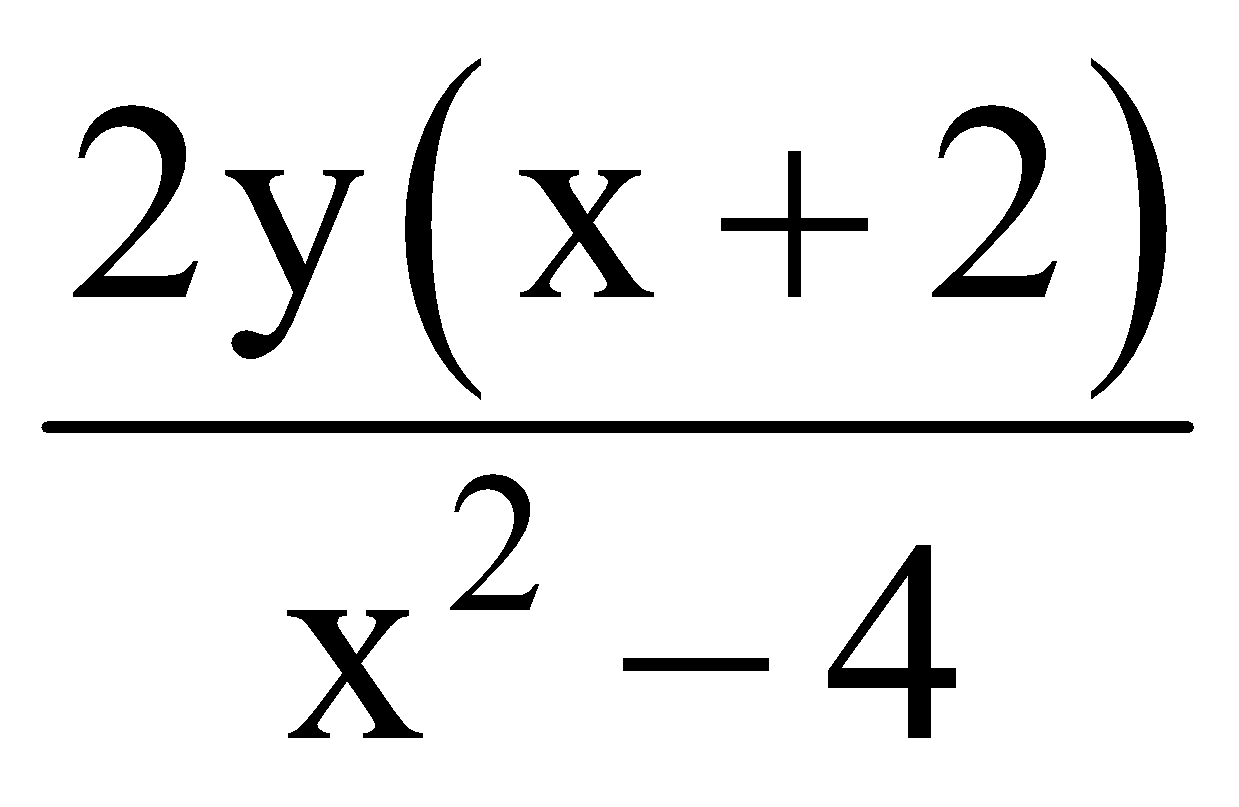 2y(x + 2)
x² − 4